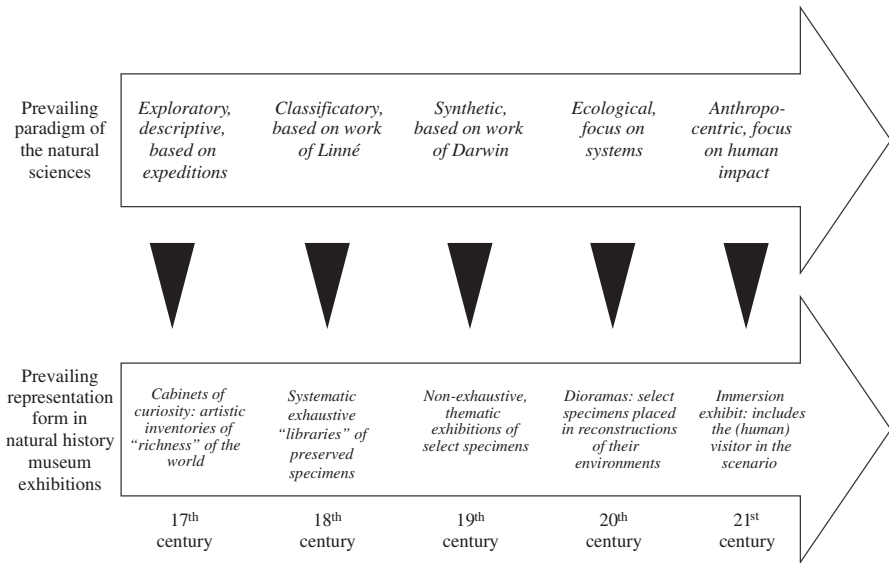 Prevailing
paradigm of
the natural
sciences
Exploratory,
descriptive,
based on
expeditions
Classificatory,
based on work
of Linné
Synthetic,
based on work
of Darwin
Ecological,
focus on
systems
Anthropo-
centric, focus
on human
impact
Prevailing
representation
form in
natural history
museum
exhibitions
Cabinets of
curiosity: artistic
inventories of
“richness” of the
world
Systematic
exhaustive
“libraries” of
preserved
specimens
Non-exhaustive,
thematic
exhibitions of
select specimens
Dioramas: select
specimens placed
in reconstructions
of their
environments
Immersion
exhibit: includes
the (human)
visitor in the
scenario
17th
century
18th
century
19th
century
20th
century
21st
century